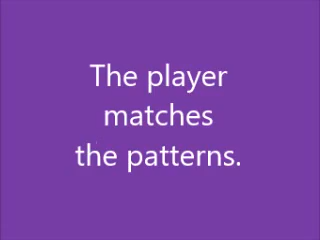 The player
matches
the patterns.